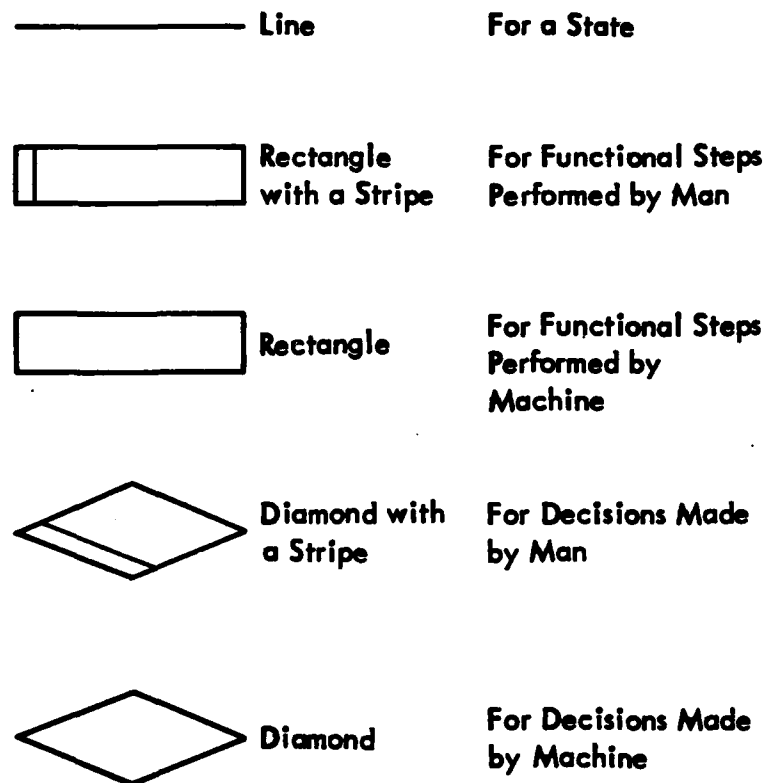 Line For a State
Rectangle with a Stripe
For Functional Steps
Performed by Man
Rectangle
For Functional Steps
Performed by
Machine
Diamond with
a Stripe
For Decisions Made
by Man
Diamond
For Decisions Made
by Machine